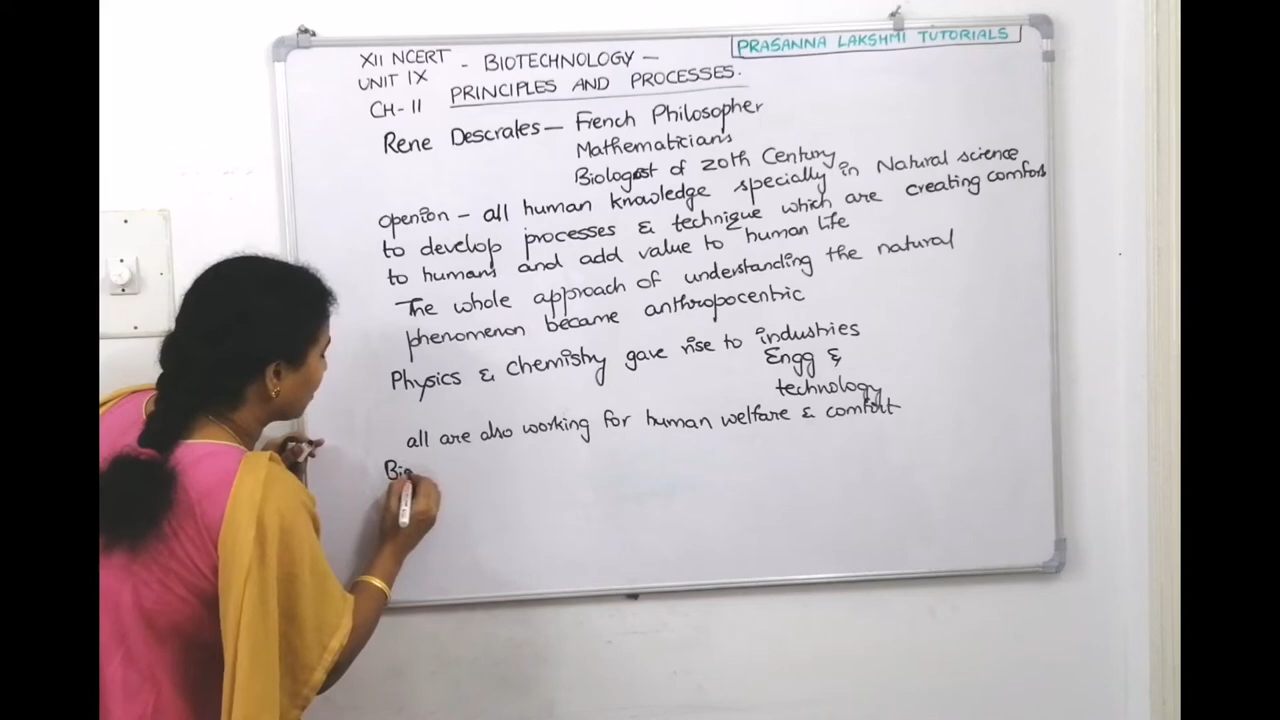 PRASANNA LAKSHMI TUTORIALS
XII NCERT - BIOTECHNOLOGY -
UNIT IX
CH-11 PRINCIPLES AND PROCESSES.
Rene Descrales - French Philosopher
Mathematicians
Biologist of 20th Century
openion - all human knowledge specially in Natural science
to develop processes & technique which are creating comfort
to humans and add value to human life
The whole approach of understanding the natural
phenomenon became anthropocentric
Physics & chemistry gave rise to industries
Engg &
technology
all are also working for human welfare & comfort
Bio